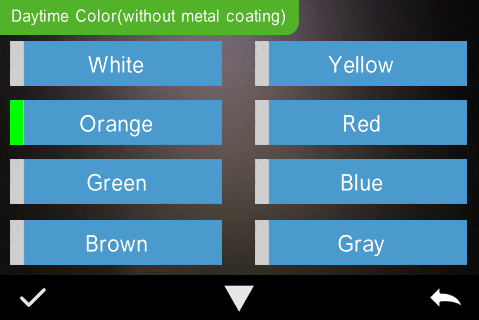 Daytime Color(without metal coating)
White
Yellow
Orange
Red
Green
Blue
Brown
Gray